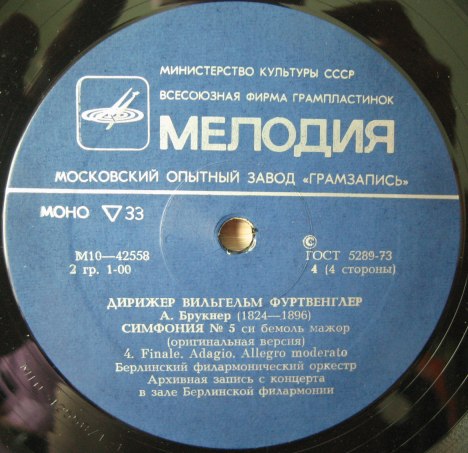 МИНИСТЕРСТВО КУЛЬТУРЫ СССР
ВСЕСОЮЗНАЯ ФИРМА ГРАМПЛАСТИНОК
МЕЛОДИЯ
МОСКОВСКИЙ ОПЫТНЫЙ ЗАВОД «ГРАМЗАПИСЬ»
МОНО ▽ 33
М10—42558
2 гр. 1-00
©
ГОСТ 5289-73
4 (4 стороны)
ДИРИЖЕР ВИЛЬГЕЛЬМ ФУРТВЕНГЛЕР
А. Брукнер (1824—1896)
СИМФОНИЯ № 5 си бемоль мажор
(оригинальная версия)
4. Finale. Adagio. Allegro moderato
Берлинский филармонический оркестр
Архивная запись с концерта
в зале Берлинской филармонии